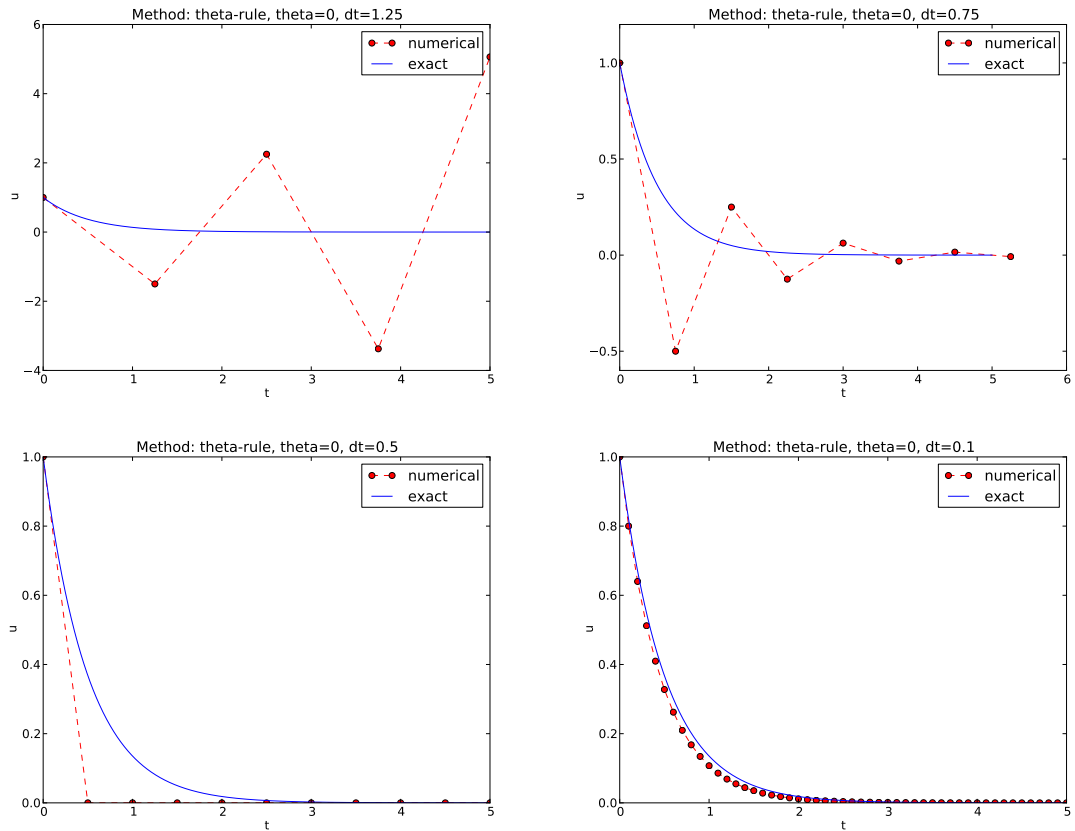 Method: theta-rule, theta=0, dt=1.25
numerical
exact
6
4
2
0
−2
−4
u
0 1 2 3 4 5
t
Method: theta-rule, theta=0, dt=0.75
numerical
exact
1.0
0.5
0.0
−0.5
u
0 1 2 3 4 5 6
t
Method: theta-rule, theta=0, dt=0.5
numerical
exact
1.0
0.8
0.6
0.4
0.2
0.0
u
0 1 2 3 4 5
t
Method: theta-rule, theta=0, dt=0.1
numerical
exact
1.0
0.8
0.6
0.4
0.2
0.0
u
0 1 2 3 4 5
t